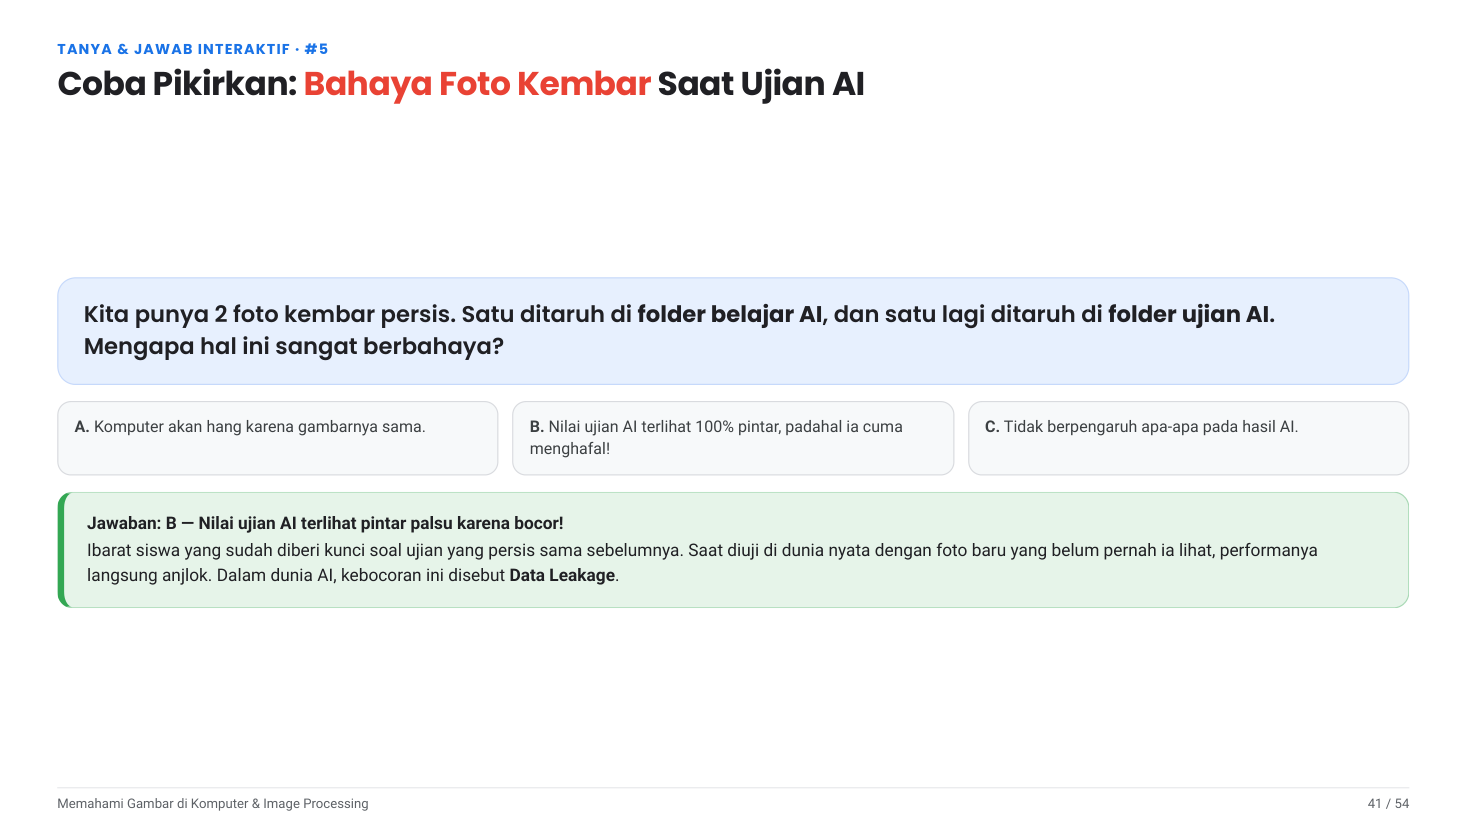 TANYA & JAWAB INTERAKTIF · #5
Coba Pikirkan: Bahaya Foto Kembar Saat Ujian AI
Kita punya 2 foto kembar persis. Satu ditaruh di folder belajar AI, dan satu lagi ditaruh di folder ujian AI.
Mengapa hal ini sangat berbahaya?
A. Komputer akan hang karena gambarnya sama.
B. Nilai ujian AI terlihat 100% pintar, padahal ia cuma
menghafal!
C. Tidak berpengaruh apa-apa pada hasil AI.
Jawaban: B — Nilai ujian AI terlihat pintar palsu karena bocor!
Ibarat siswa yang sudah diberi kunci soal ujian yang persis sama sebelumnya. Saat diuji di dunia nyata dengan foto baru yang belum pernah ia lihat, performanya
langsung anjlok. Dalam dunia AI, kebocoran ini disebut Data Leakage.
Memahami Gambar di Komputer & Image Processing
41 / 54